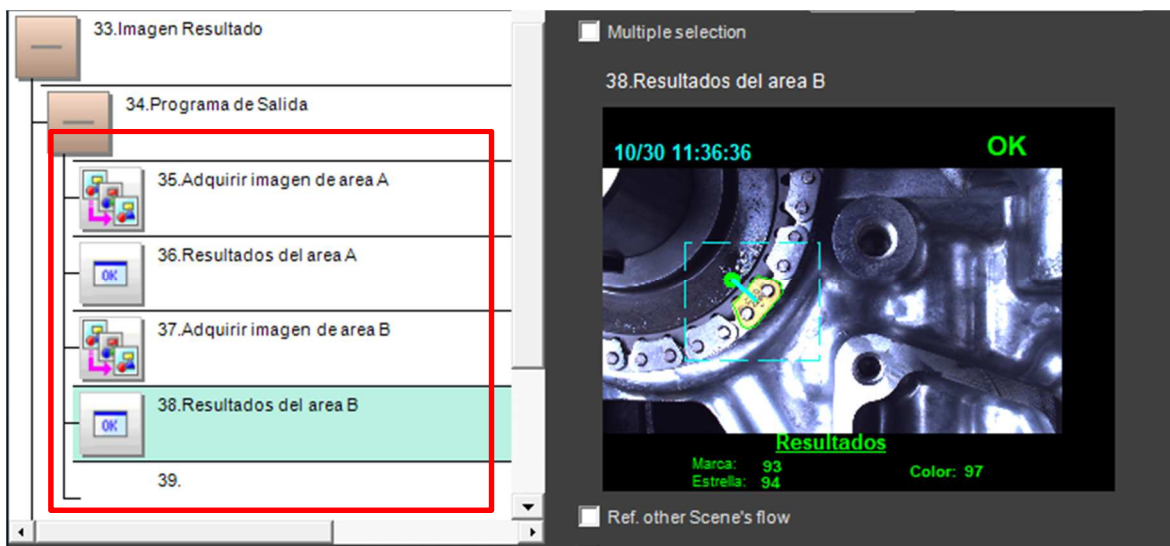 33.Imagen Resultado
34.Programa de Salida
35.Adquirir imagen de area A
36.Resultados del area A
OK
37.Adquirir imagen de area B
38.Resultados del area B
OK
39.
Multiple selection
38.Resultados del area B
10/30 11:36:36
OK
Resultados
Marca: 93
Color: 97
Estrella: 94
Ref. other Scene's flow